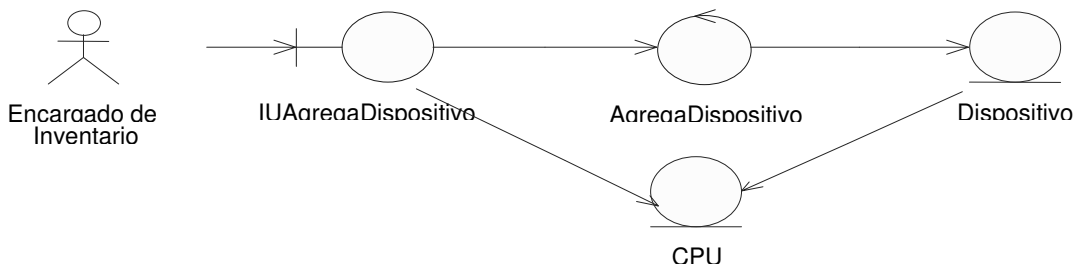 Encargado de
Inventario
IUAgregaDispositivo
AgregaDispositivo
Dispositivo
CPU